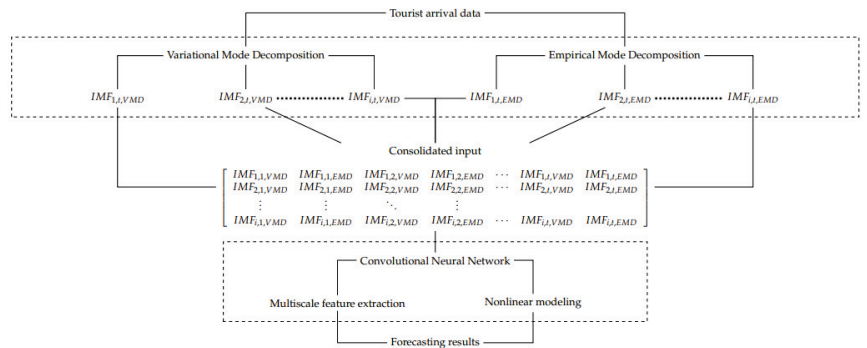 Tourist arrival data
Variational Mode Decomposition Empirical Mode Decomposition
IMF1,t,VMD IMF2,t,VMD IMFi,t,VMD IMF1,t,EMD IMF2,t,EMD IMFi,t,EMD
Consolidated input
IMF1,1,VMD IMF1,1,EMD IMF1,2,VMD IMF1,2,EMD ⋯ IMF1,t,VMD IMF1,t,EMD
IMF2,1,VMD IMF2,1,EMD IMF2,2,VMD IMF2,2,EMD ⋯ IMF2,t,VMD IMF2,t,EMD
⋮ ⋮ ⋱ ⋮
IMFi,1,VMD IMFi,1,EMD IMFi,2,VMD IMFi,2,EMD ⋯ IMFi,t,VMD IMFi,t,EMD
Convolutional Neural Network
Multiscale feature extraction Nonlinear modeling
Forecasting results